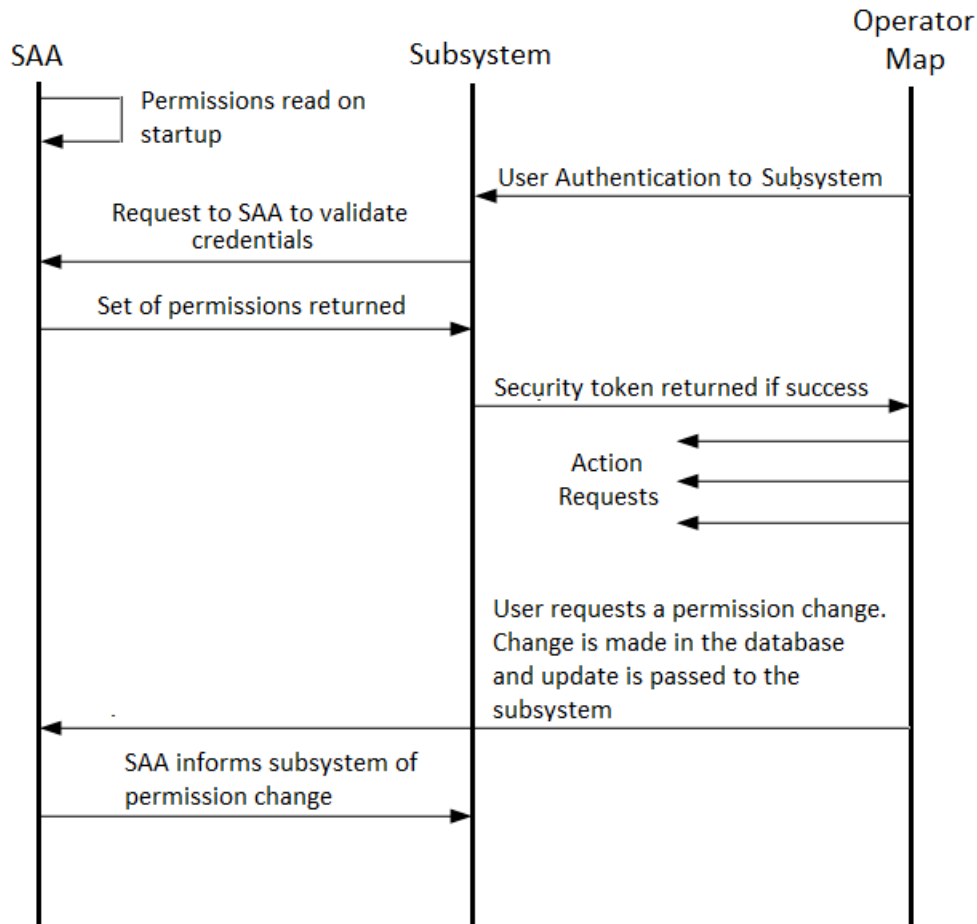 Operator
Map
SAA
Subsystem
Permissions read on
startup
User Authentication to Subsystem
Request to SAA to validate
credentials
Set of permissions returned
Security token returned if success
Action
Requests
User requests a permission change.
Change is made in the database
and update is passed to the
subsystem
SAA informs subsystem of
permission change